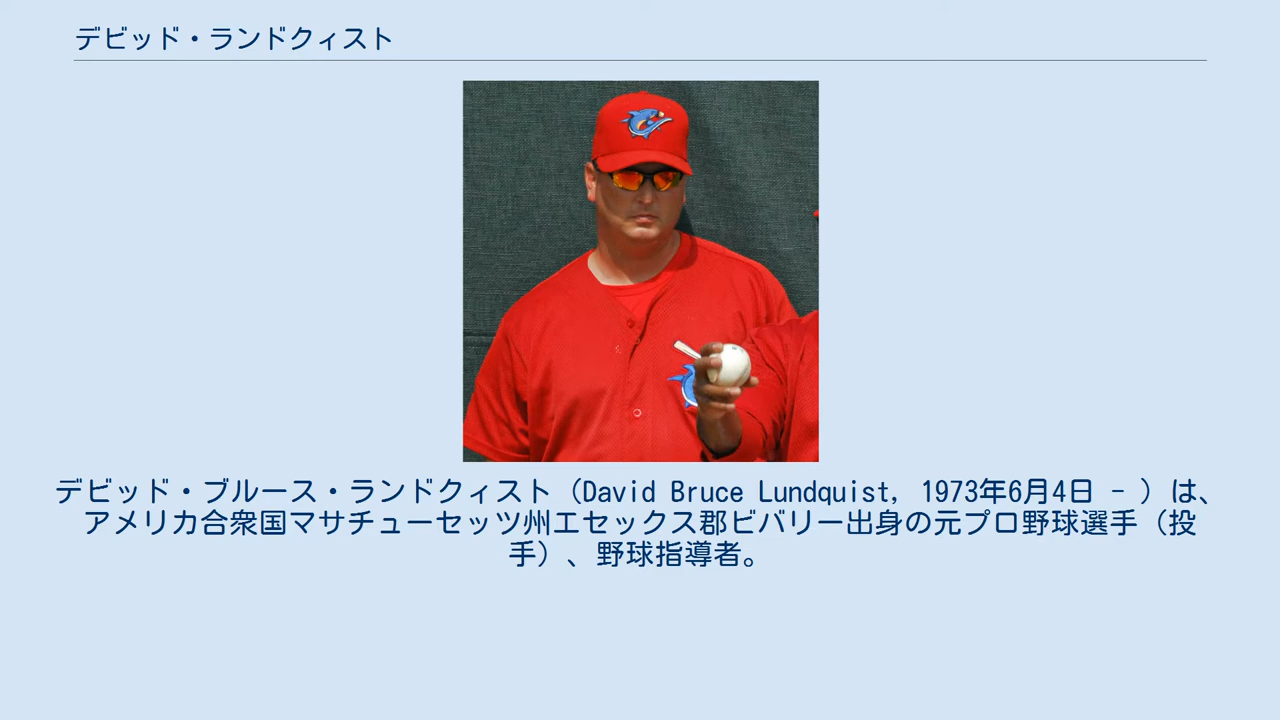 デビッド・ランドクィスト
デビッド・ブルース・ランドクィスト（David Bruce Lundquist, 1973年6月4日 - ）は、
アメリカ合衆国マサチューセッツ州エセックス郡ビバリー出身の元プロ野球選手（投
手）、野球指導者。